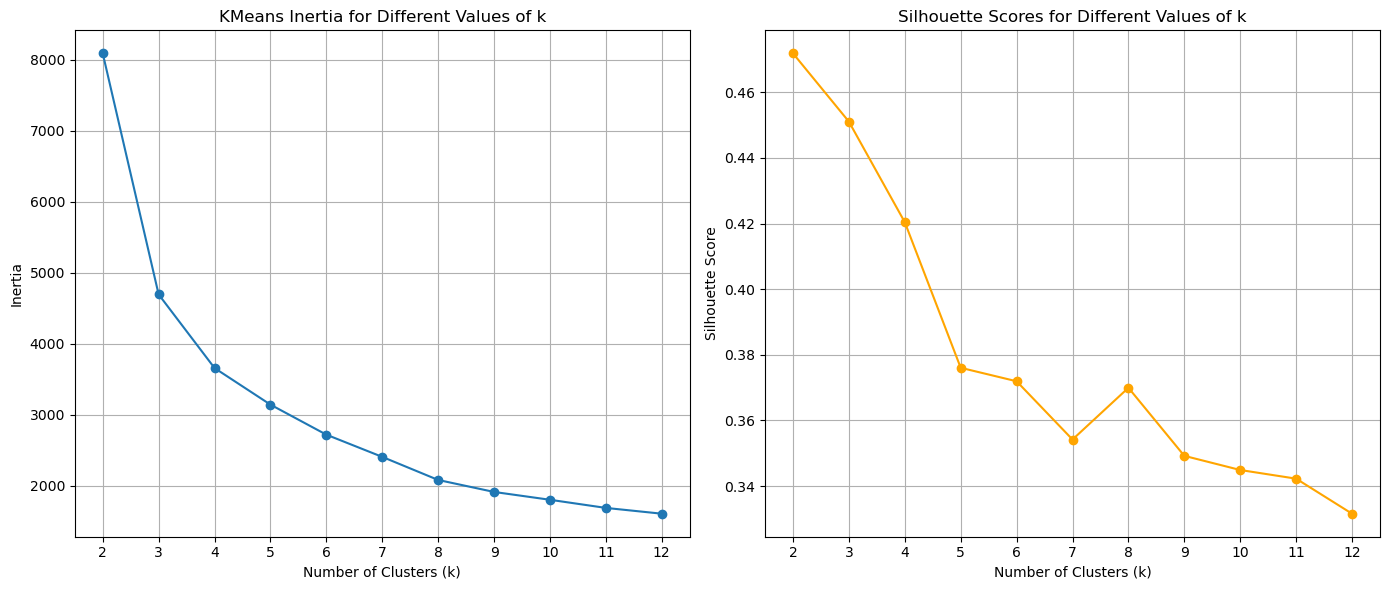 KMeans Inertia for Different Values of k
8000
7000
6000
5000
4000
3000
2000
Inertia
2 3 4 5 6 7 8 9 10 11 12
Number of Clusters (k)
Silhouette Scores for Different Values of k
0.46
0.44
0.42
0.40
0.38
0.36
0.34
Silhouette Score
2 3 4 5 6 7 8 9 10 11 12
Number of Clusters (k)